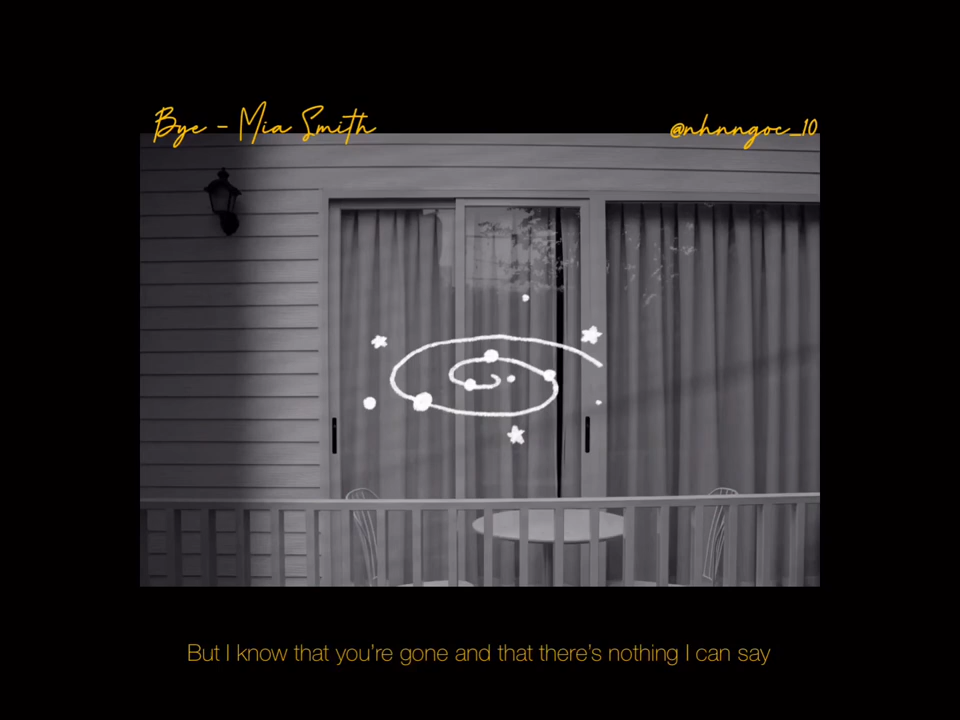 Bye - Mia Smith
@nhnngoc_10
But I know that you're gone and that there's nothing I can say